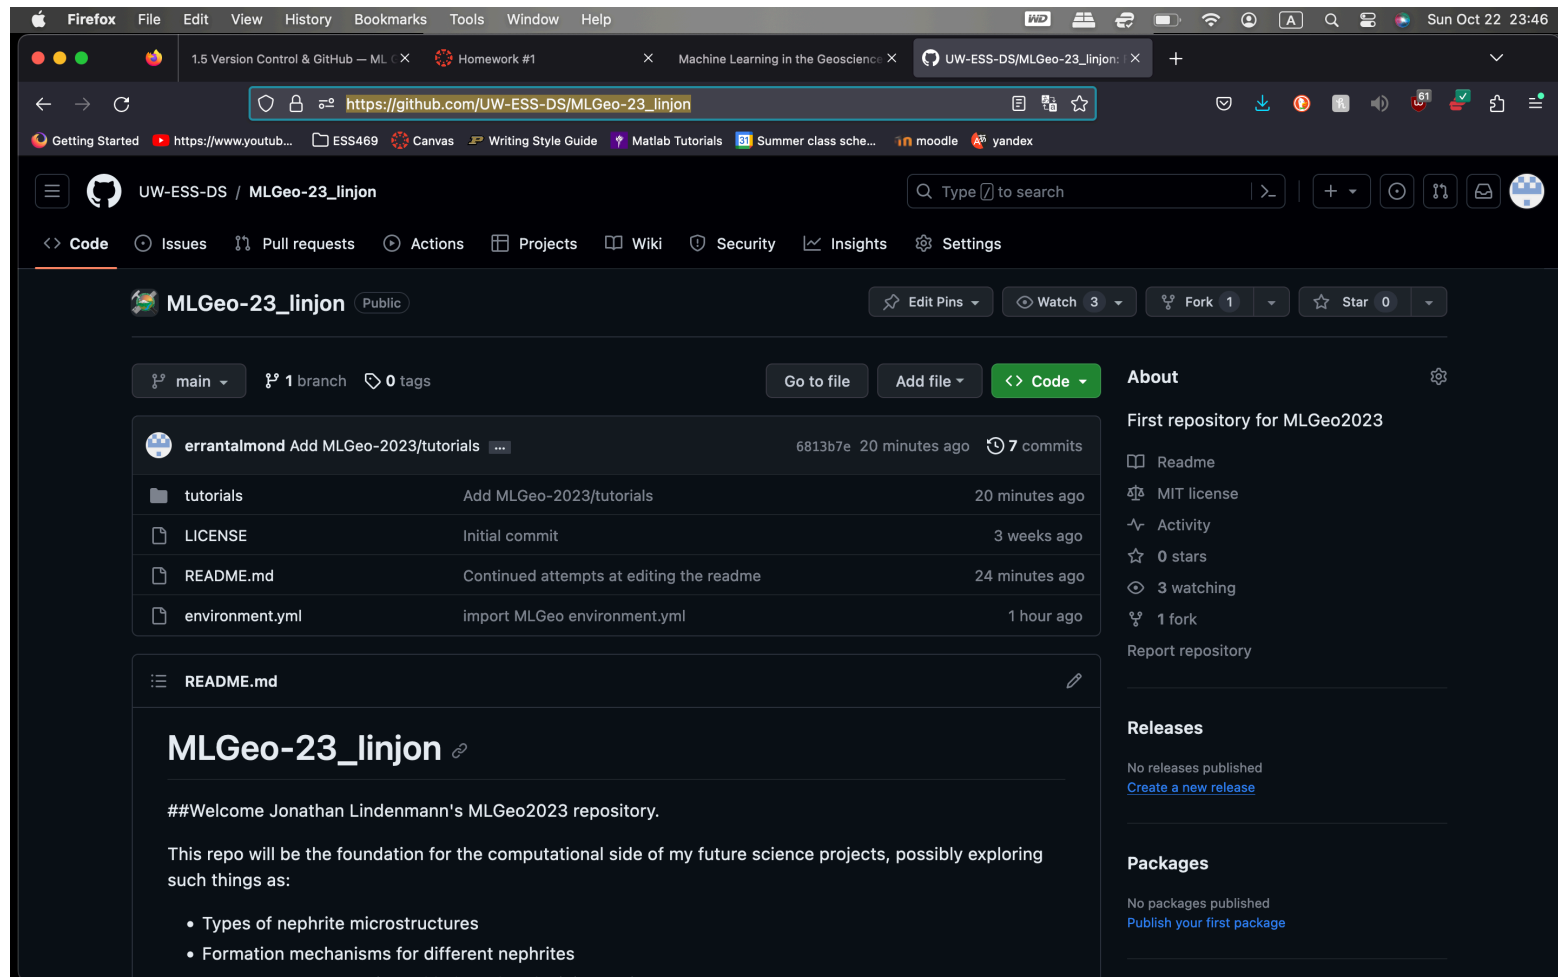 Firefox File Edit View History Bookmarks Tools Window Help WD A Sun Oct 22 23:46
1.5 Version Control & GitHub — ML Homework #1 Machine Learning in the Geoscience UW-ESS-DS/MLGeo-23_linjon:
https://github.com/UW-ESS-DS/MLGeo-23_linjon 61
Getting Started https://www.youtub... ESS469 Canvas Writing Style Guide Matlab Tutorials 31 Summer class sche... moodle yandex
UW-ESS-DS / MLGeo-23_linjon Type / to search
Code Issues Pull requests Actions Projects Wiki Security Insights Settings
MLGeo-23_linjon Public Edit Pins Watch 3 Fork 1 Star 0
main 1 branch 0 tags Go to file Add file <> Code
errantalmond Add MLGeo-2023/tutorials ... 6813b7e 20 minutes ago 7 commits
tutorials Add MLGeo-2023/tutorials 20 minutes ago
LICENSE Initial commit 3 weeks ago
README.md Continued attempts at editing the readme 24 minutes ago
environment.yml import MLGeo environment.yml 1 hour ago
README.md
MLGeo-23_linjon
##Welcome Jonathan Lindenmann's MLGeo2023 repository.
This repo will be the foundation for the computational side of my future science projects, possibly exploring
such things as:
• Types of nephrite microstructures
• Formation mechanisms for different nephrites
About
First repository for MLGeo2023
Readme
MIT license
Activity
0 stars
3 watching
1 fork
Report repository
Releases
No releases published
Create a new release
Packages
No packages published
Publish your first package